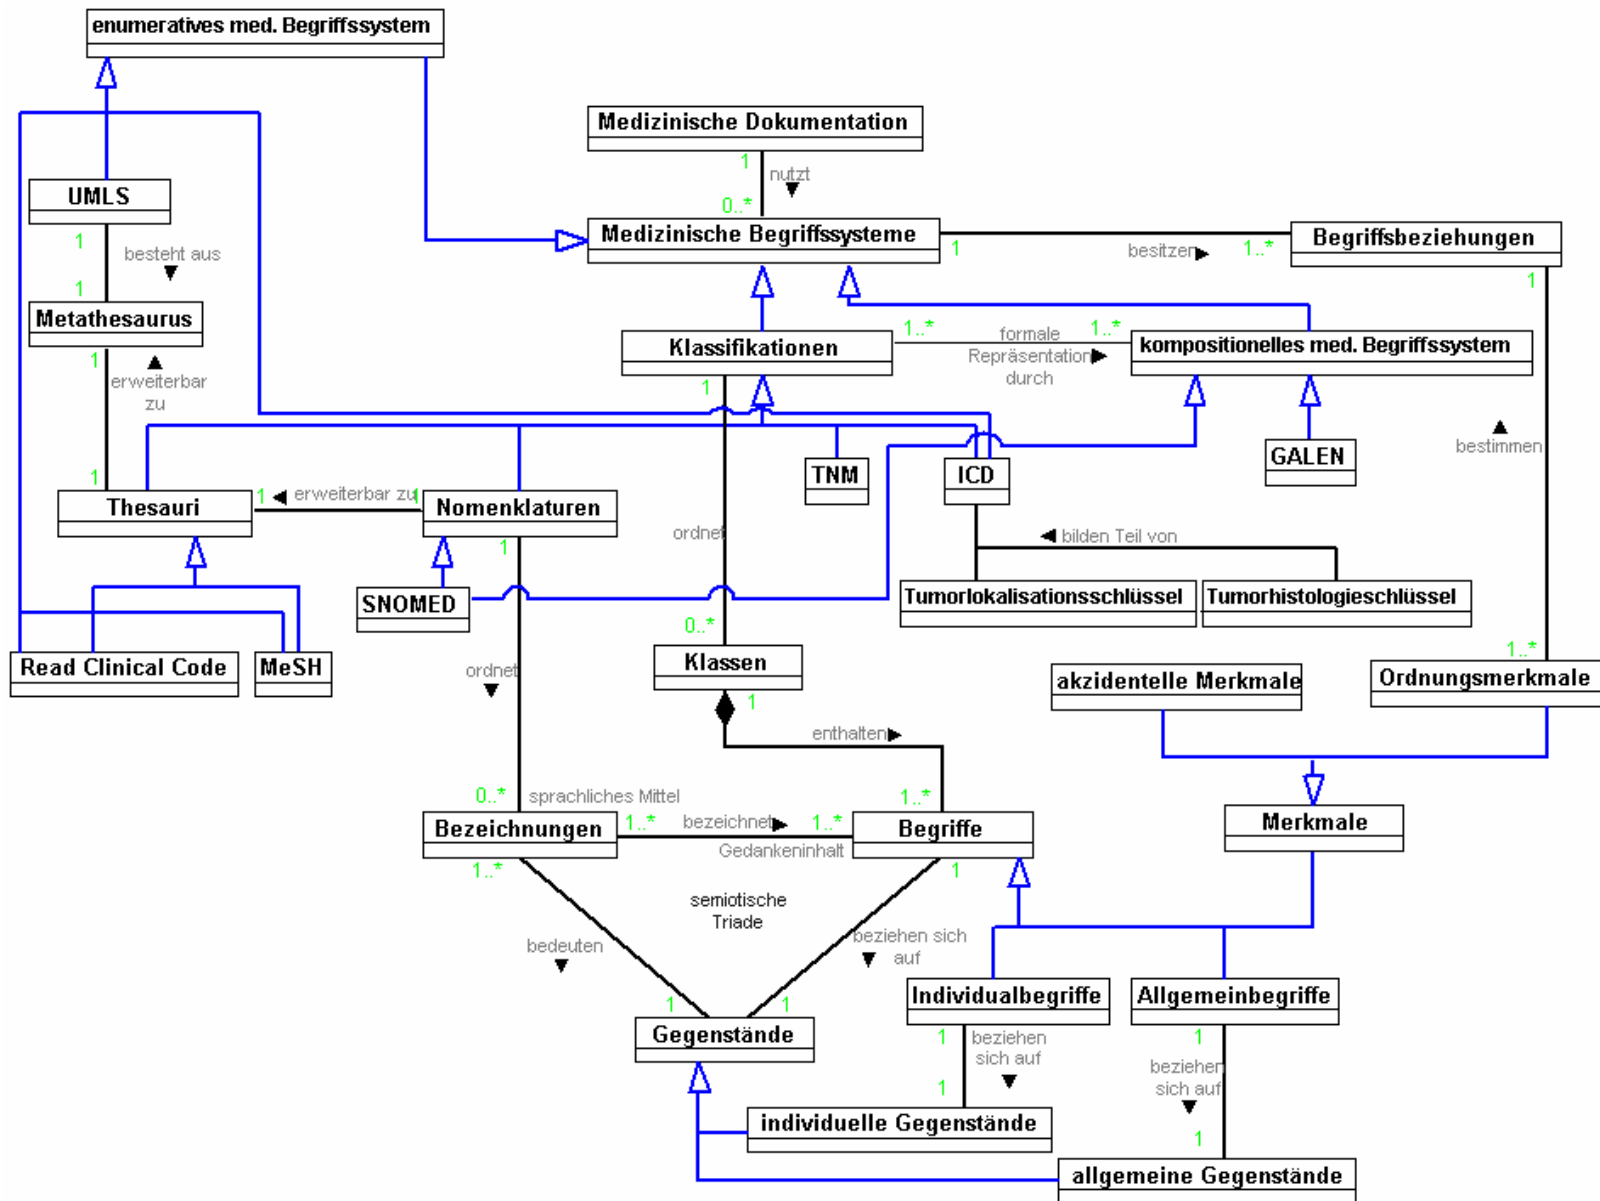 enumeratives med. Begriffssystem
Medizinische Dokumentation
1
nutzt
0..*
UMLS
Medizinische Begriffssysteme
1
besitzen
1..*
Begriffsbeziehungen
1
1
besteht aus
1
Metathesaurus
1
erweiterbar
zu
Klassifikationen
1
1..*
formale
Repräsentation
durch
1..*
kompositionelles med. Begriffssystem
bestimmen
GALEN
TNM
ICD
1
Thesauri
1
erweiterbar zu
1
Nomenklaturen
1
ordnet
bilden Teil von
SNOMED
Tumorlokalisationsschlüssel
Tumorhistologieschlüssel
0..*
1..*
Read Clinical Code
MeSH
ordnet
Klassen
1
akzidentelle Merkmale
Ordnungsmerkmale
enthalten
0..*
sprachliches Mittel
1..*
Bezeichnungen
1..*
bezeichnet
1..*
Begriffe
Merkmale
Gedankeninhalt
1..*
1
semiotische
Triade
bedeuten
beziehen sich
auf
1
1
Individualbegriffe
Allgemeinbegriffe
Gegenstände
1
beziehen
sich auf
1
1
beziehen
sich auf
individuelle Gegenstände
1
allgemeine Gegenstände